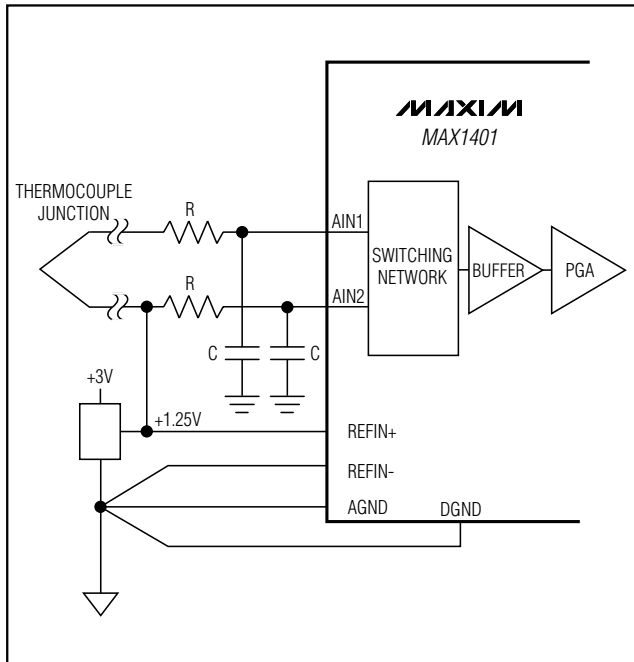 MAXIM
MAX1401
THERMOCOUPLE
JUNCTION
R
AIN1
SWITCHING
NETWORK
BUFFER
PGA
R
AIN2
C
C
+3V
+1.25V
REFIN+
REFIN-
AGND
DGND